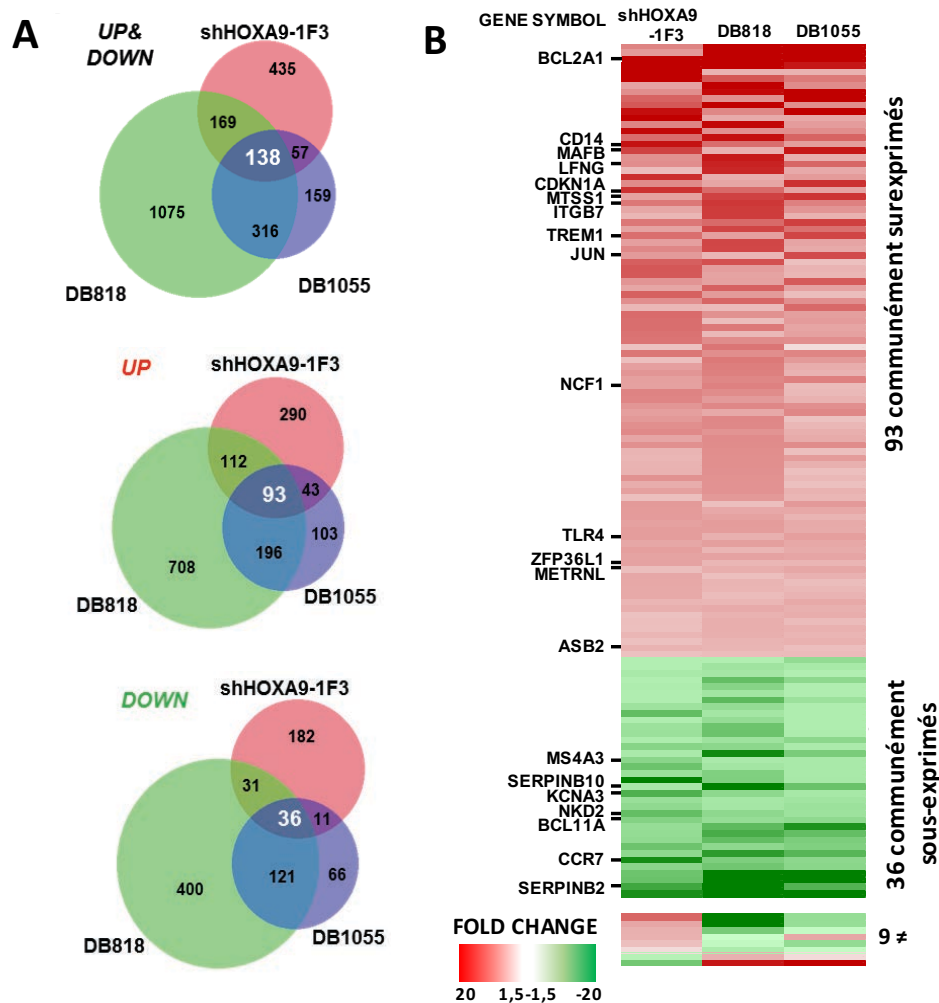 A
UP&
DOWN
shHOXA9-1F3
435
169
138
57
159
1075
316
DB818
DB1055
UP
shHOXA9-1F3
290
112
93
43
103
708
196
DB818
DB1055
DOWN
shHOXA9-1F3
182
31
36
11
400
121
66
DB818
DB1055
B
GENE SYMBOL
shHOXA9
-1F3
DB818
DB1055
BCL2A1
CD14
MAFB
LFNG
CDKN1A
MTSS1
ITGB7
TREM1
JUN
NCF1
TLR4
ZFP36L1
METRNL
ASB2
MS4A3
SERPINB10
KCNA3
NKD2
BCL11A
CCR7
SERPINB2
93 communément surexprimés
36 communément
sous-exprimés
9 ≠
FOLD CHANGE
20 1,5 -1,5 -20